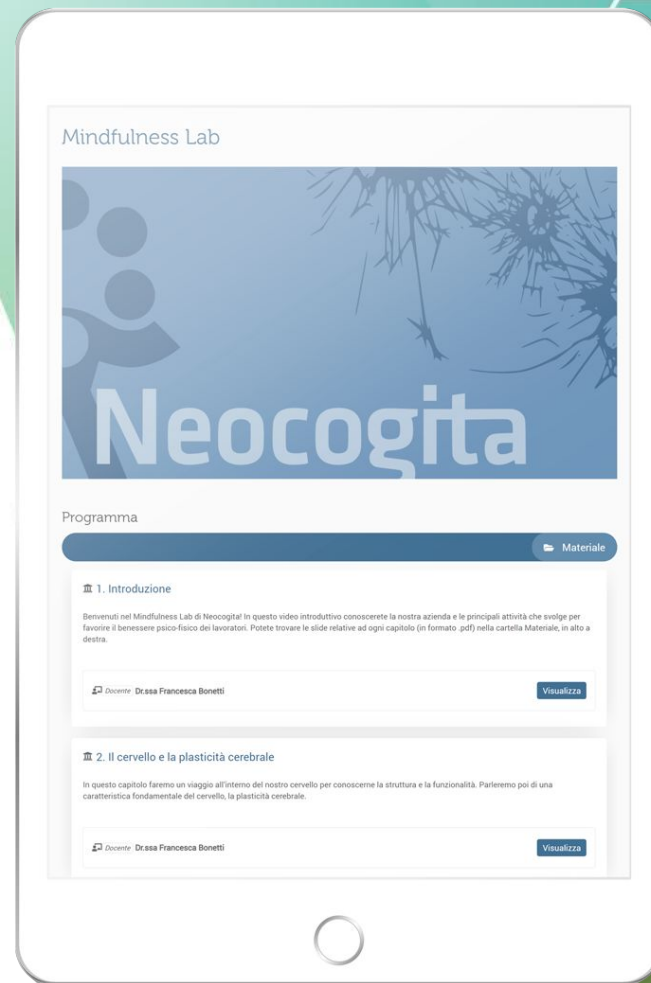 Mindfulness Lab
Neocogita
Programma
Materiale
1. Introduzione
Benvenuti nel Mindfulness Lab di Neocogita! In questo video introduttivo conoscerete la nostra azienda e le principali attività che svolge per
favorire il benessere psico-fisico dei lavoratori. Potete trovare le slide relative ad ogni capitolo (in formato .pdf) nella cartella Materiale, in alto a
destra.
Docente Dr.ssa Francesca Bonetti
Visualizza
2. Il cervello e la plasticità cerebrale
In questo capitolo faremo un viaggio all'interno del nostro cervello per conoscerne la struttura e la funzionalità. Parleremo poi di una
caratteristica fondamentale del cervello, la plasticità cerebrale.
Docente Dr.ssa Francesca Bonetti
Visualizza